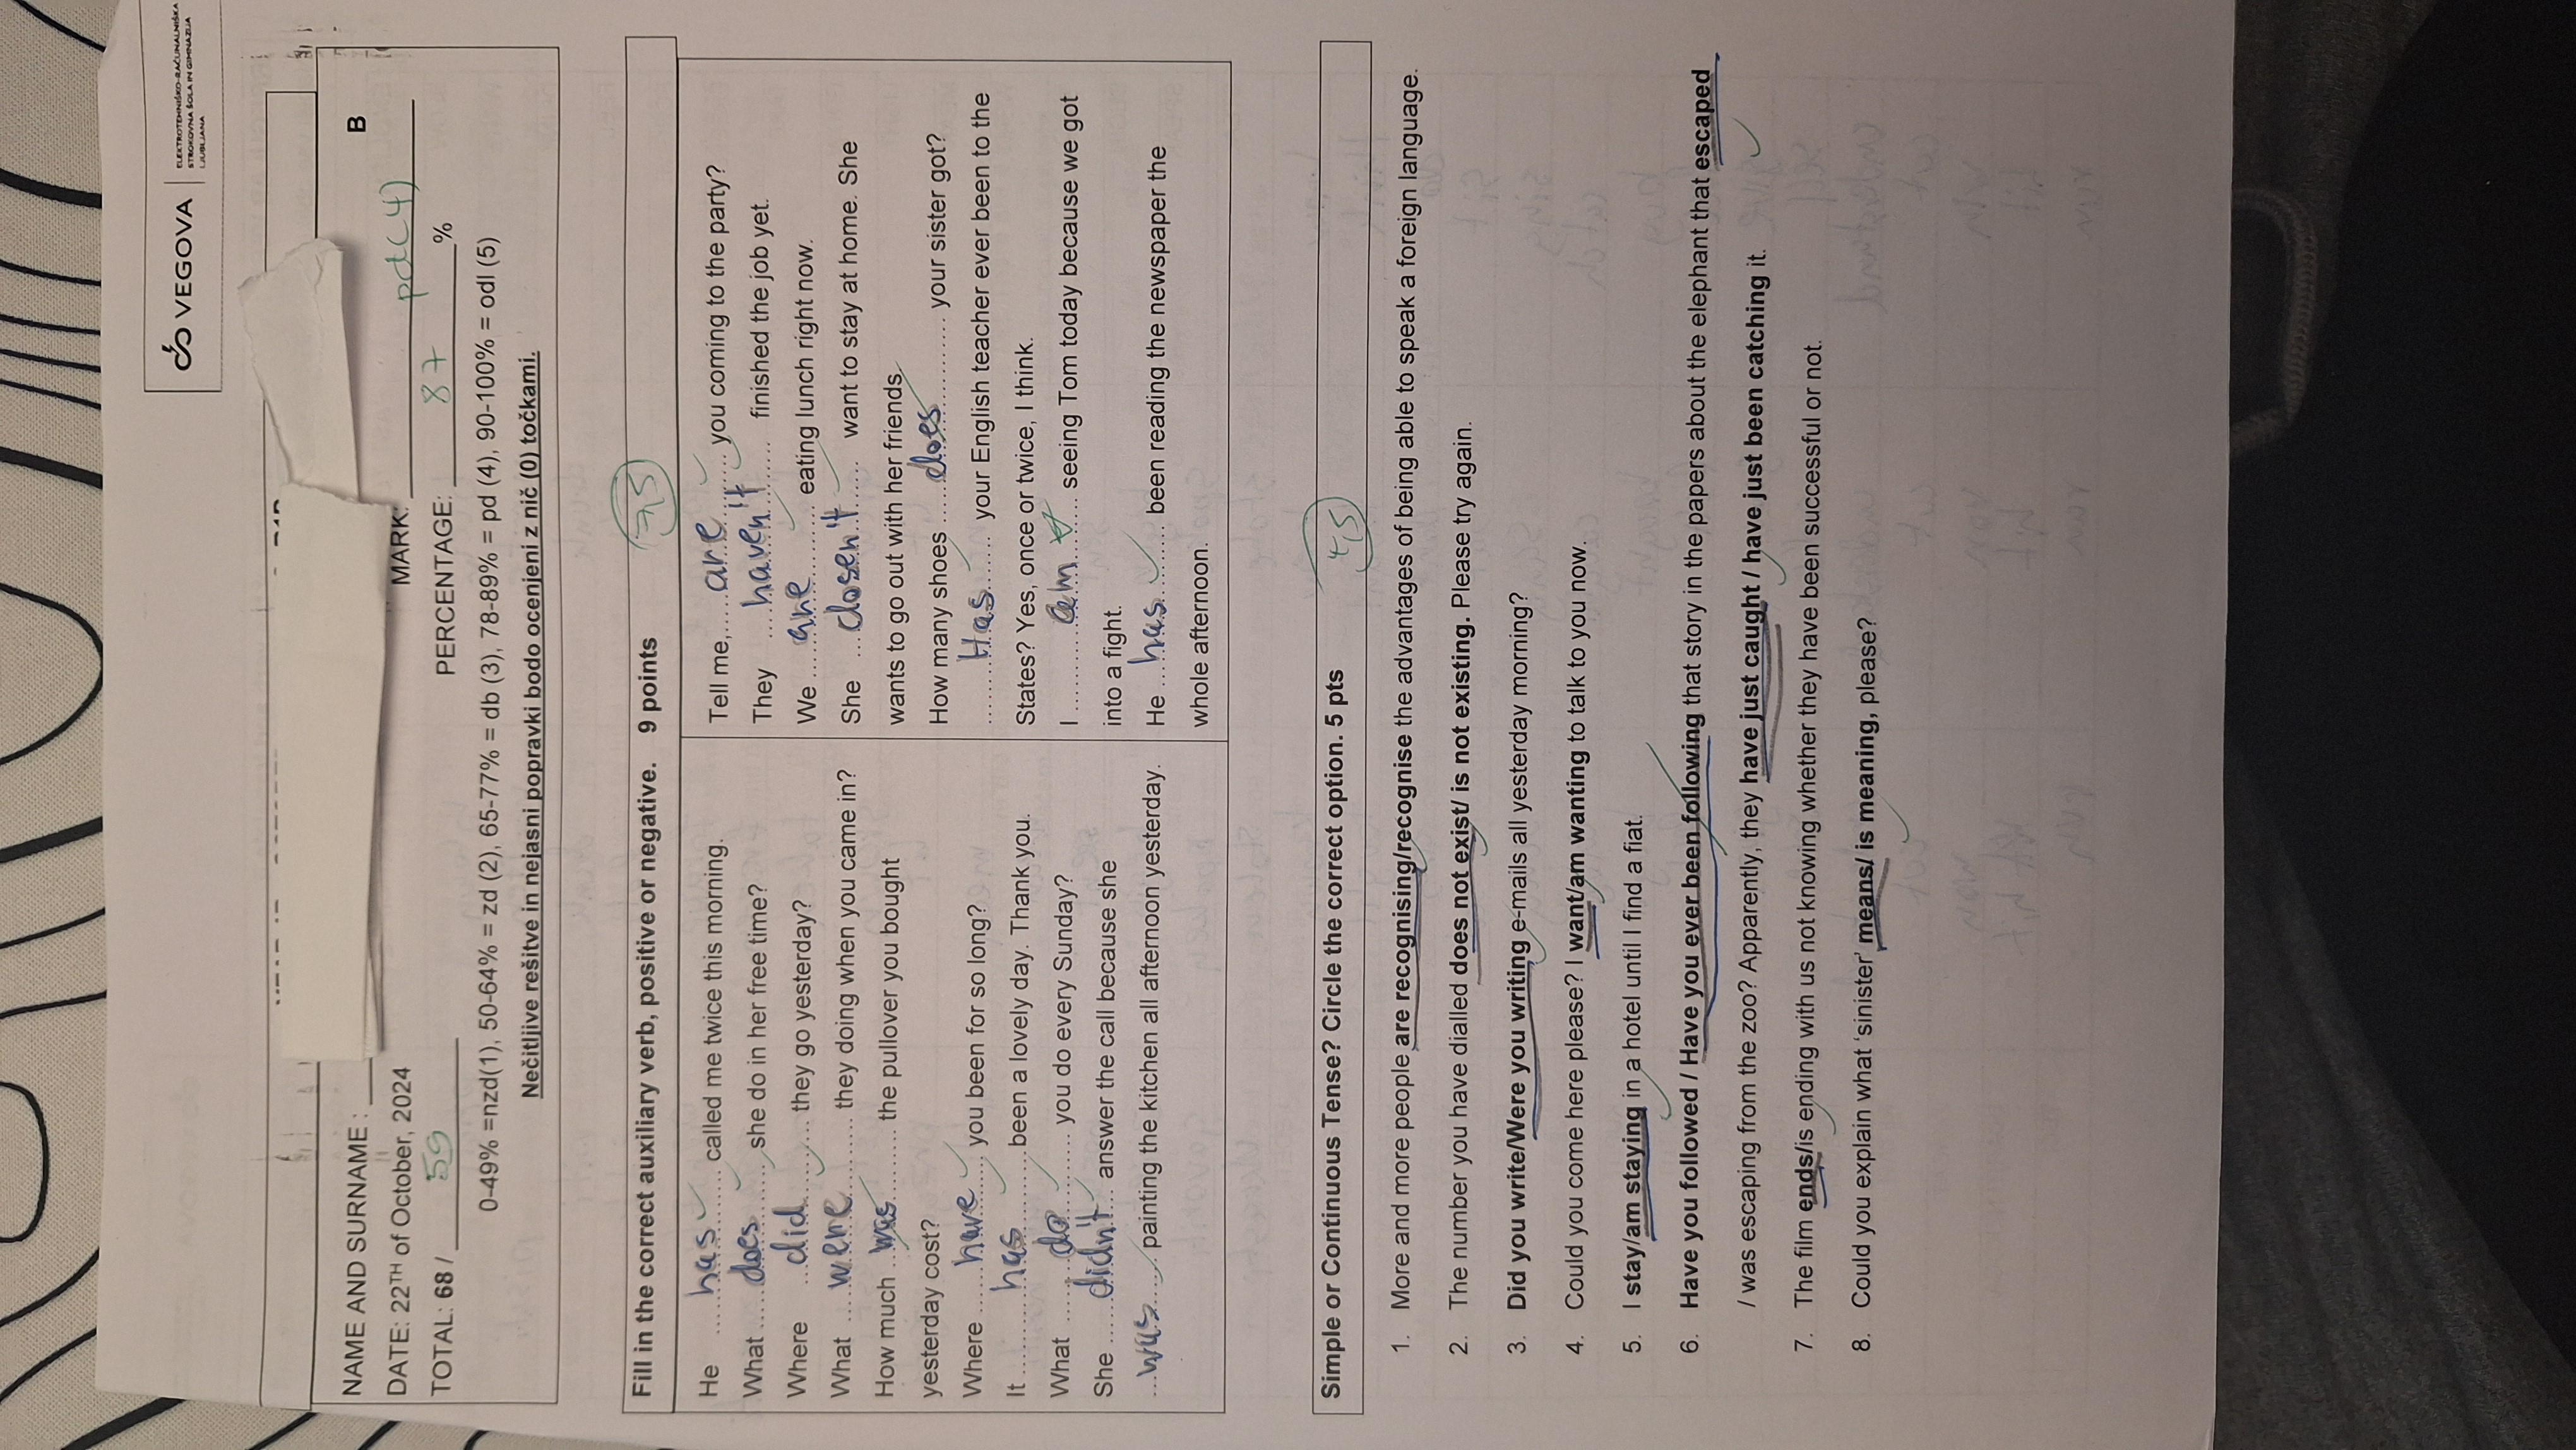 VEGOVA
ELEKTROTEHNIŠKO-RAČUNALNIŠKA
STROKOVNA ŠOLA IN GIMNAZIJA
LJUBLJANA
NAME AND SURNAME :
B
DATE: 22TH of October, 2024 MARK: pd(4)
TOTAL: 68 / 59 PERCENTAGE: 87 %
0-49% =nzd(1), 50-64% = zd (2), 65-77% = db (3), 78-89% = pd (4), 90-100% = odl (5)
Nečitljive rešitve in nejasni popravki bodo ocenjeni z nič (0) točkami.
Fill in the correct auxiliary verb, positive or negative. 9 points 7,5
He has called me twice this morning.
What does she do in her free time?
Where did they go yesterday?
What were they doing when you came in?
How much was the pullover you bought
yesterday cost?
Where have you been for so long?
It has been a lovely day. Thank you.
What do you do every Sunday?
She didn't answer the call because she
was painting the kitchen all afternoon yesterday.
Tell me, are you coming to the party?
They haven't finished the job yet.
We are eating lunch right now.
She dosen't want to stay at home. She
wants to go out with her friends.
How many shoes does your sister got?
Has your English teacher ever been to the
States? Yes, once or twice, I think.
I am seeing Tom today because we got
into a fight.
He has been reading the newspaper the
whole afternoon.
Simple or Continuous Tense? Circle the correct option. 5 pts 4,5
1. More and more people are recognising/recognise the advantages of being able to speak a foreign language.
2. The number you have dialled does not exist/ is not existing. Please try again.
3. Did you write/Were you writing e-mails all yesterday morning?
4. Could you come here please? I want/am wanting to talk to you now.
5. I stay/am staying in a hotel until I find a fiat.
6. Have you followed / Have you ever been following that story in the papers about the elephant that escaped
/ was escaping from the zoo? Apparently, they have just caught / have just been catching it.
7. The film ends/is ending with us not knowing whether they have been successful or not.
8. Could you explain what ‘sinister’ means/ is meaning, please?